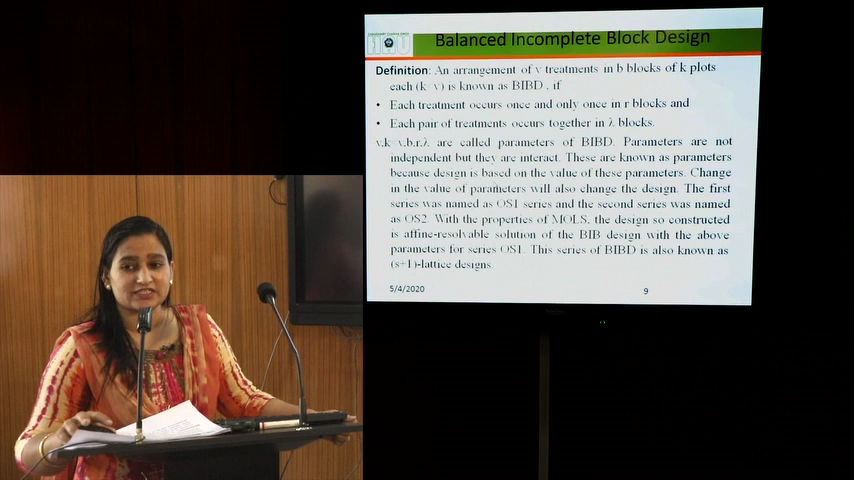 Balanced Incomplete Block Design
HAU
Definition: An arrangement of v treatments in b blocks of k plots
each (k<v) is known as BIBD , if
• Each treatment occurs once and only once in r blocks and
• Each pair of treatments occurs together in λ blocks.
are called parameters of BIBD. Parameters are not
independent but they are interact. These are known as parameters
because design is based on the value of these parameters. Change
in the value of parameters will also change the design. The first
series was named as OS1 series and the second series was named
as OS2. With the properties of MOLS, the design so constructed
is affine-resolvable solution of the BIB design with the above
parameters for series OS1. This series of BIBD is also known as
(s+1)-lattice designs.
5/4/2020
9